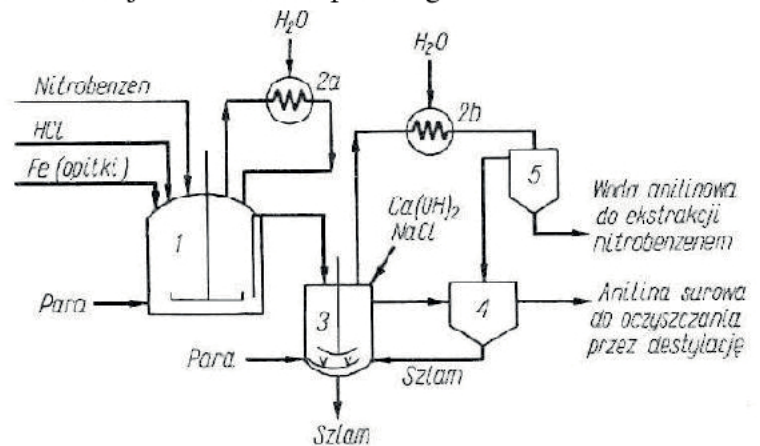 H₂O
2a
H₂O
Nitrobenzen
2b
HCl
Fe (opitki)
5
Ca(OH)₂
NaCl
Woda anilinowa
do ekstrakcji
nitrobenzenem
1
Para
3
4
Anilina surowa
do oczyszczania
przez destylację
Para
Szlam
Szlam